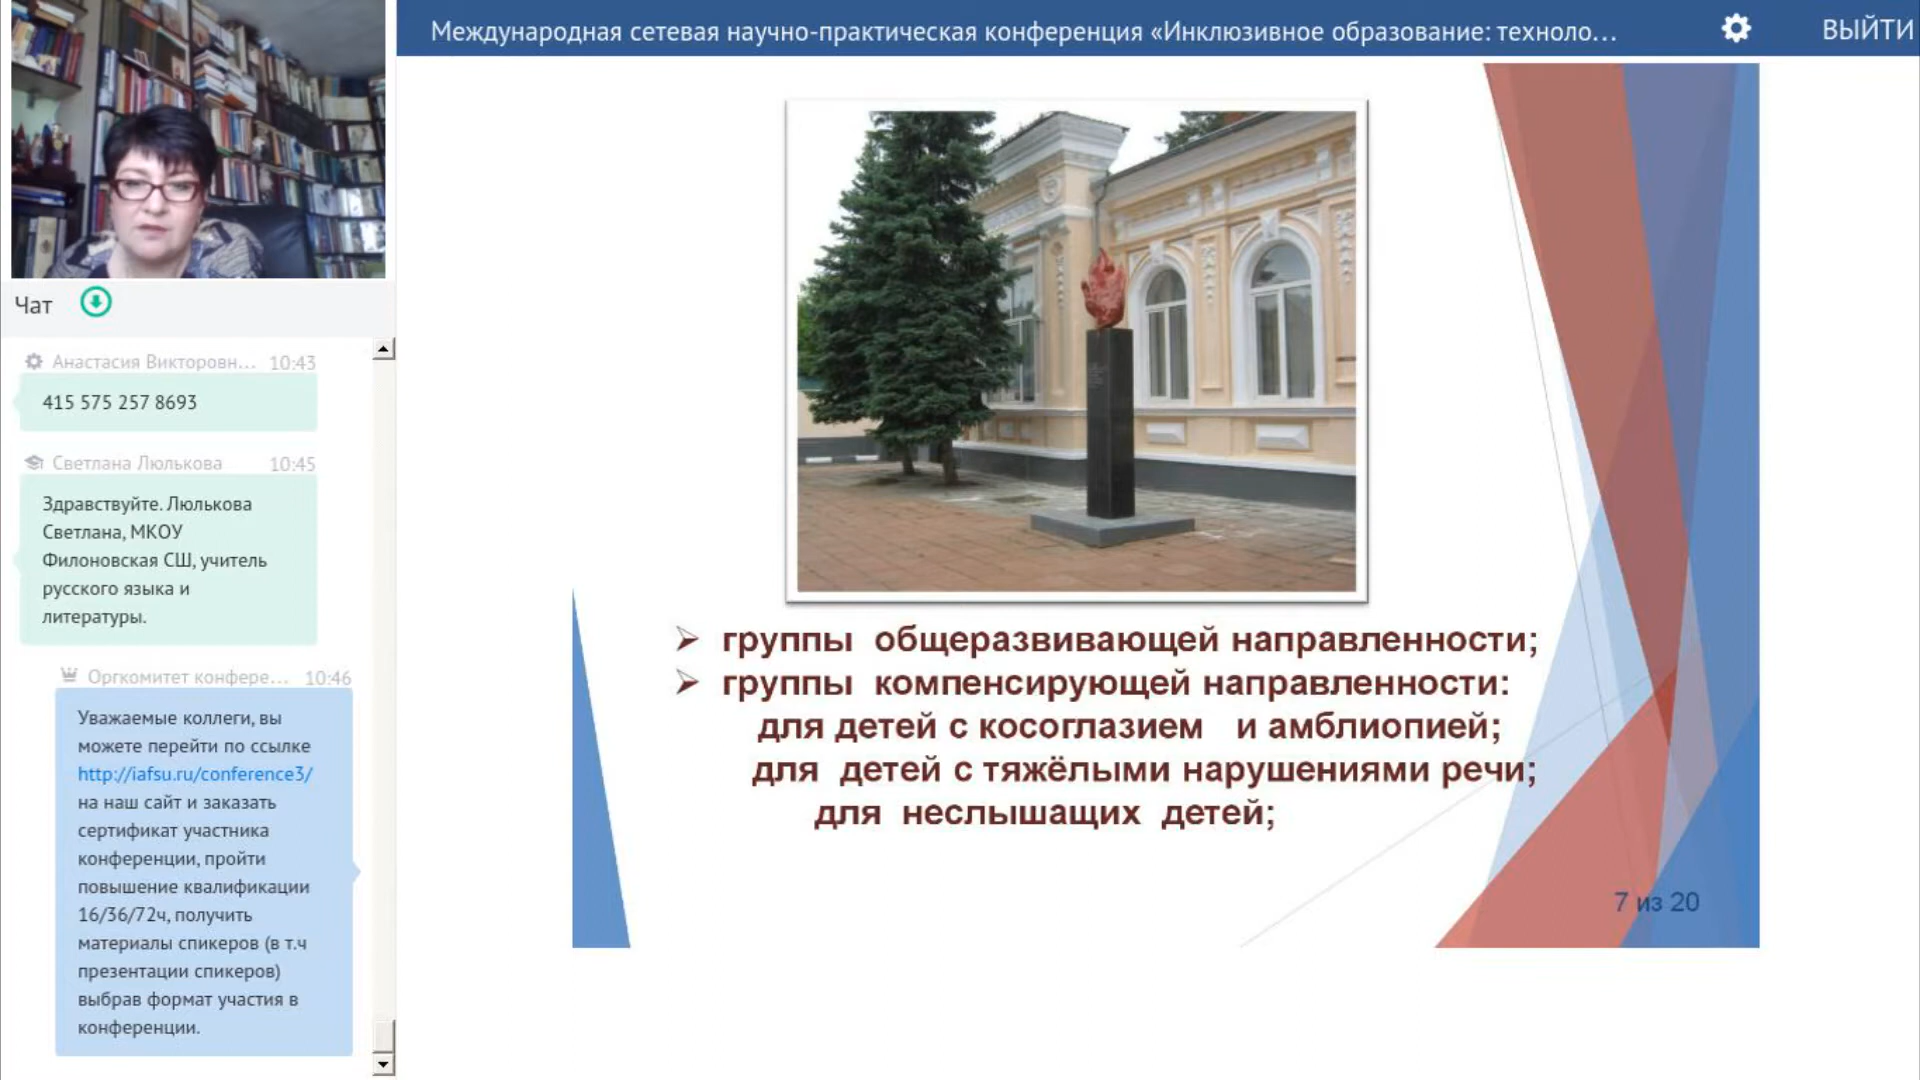 Международная сетевая научно-практическая конференция «Инклюзивное образование: техноло...
ВЫЙТИ
Чат
Анастасия Викторовн... 10:43
415 575 257 8693
Светлана Люлькова 10:45
Здравствуйте. Люлькова
Светлана, МКОУ
Филоновская СШ, учитель
русского языка и
литературы.
Оргкомитет конфере... 10:46
Уважаемые коллеги, вы
можете перейти по ссылке
http://iafsu.ru/conference3/
на наш сайт и заказать
сертификат участника
конференции, пройти
повышение квалификации
16/36/72ч, получить
материалы спикеров (в т.ч
презентации спикеров)
выбрав формат участия в
конференции.
группы общеразвивающей направленности;
группы компенсирующей направленности:
для детей с косоглазием и амблиопией;
для детей с тяжёлыми нарушениями речи;
для неслышащих детей;
7 из 20